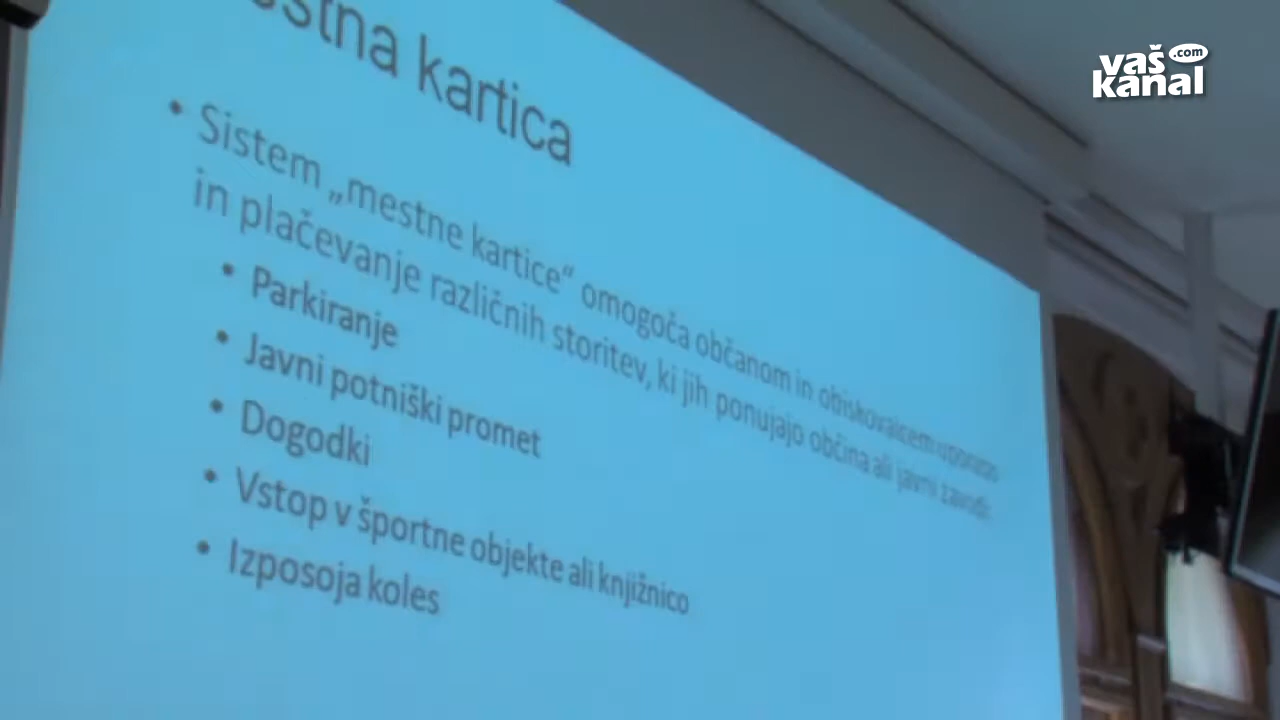 estna kartica
• Sistem „mestne kartice“ omogoča občanom in obiskovalcem uporabo
in plačevanje različnih storitev, ki jih ponujajo občina ali javni zavodi:
• Parkiranje
• Javni potniški promet
• Dogodki
• Vstop v športne objekte ali knjižnico
• Izposoja koles
vaš .com
kanal